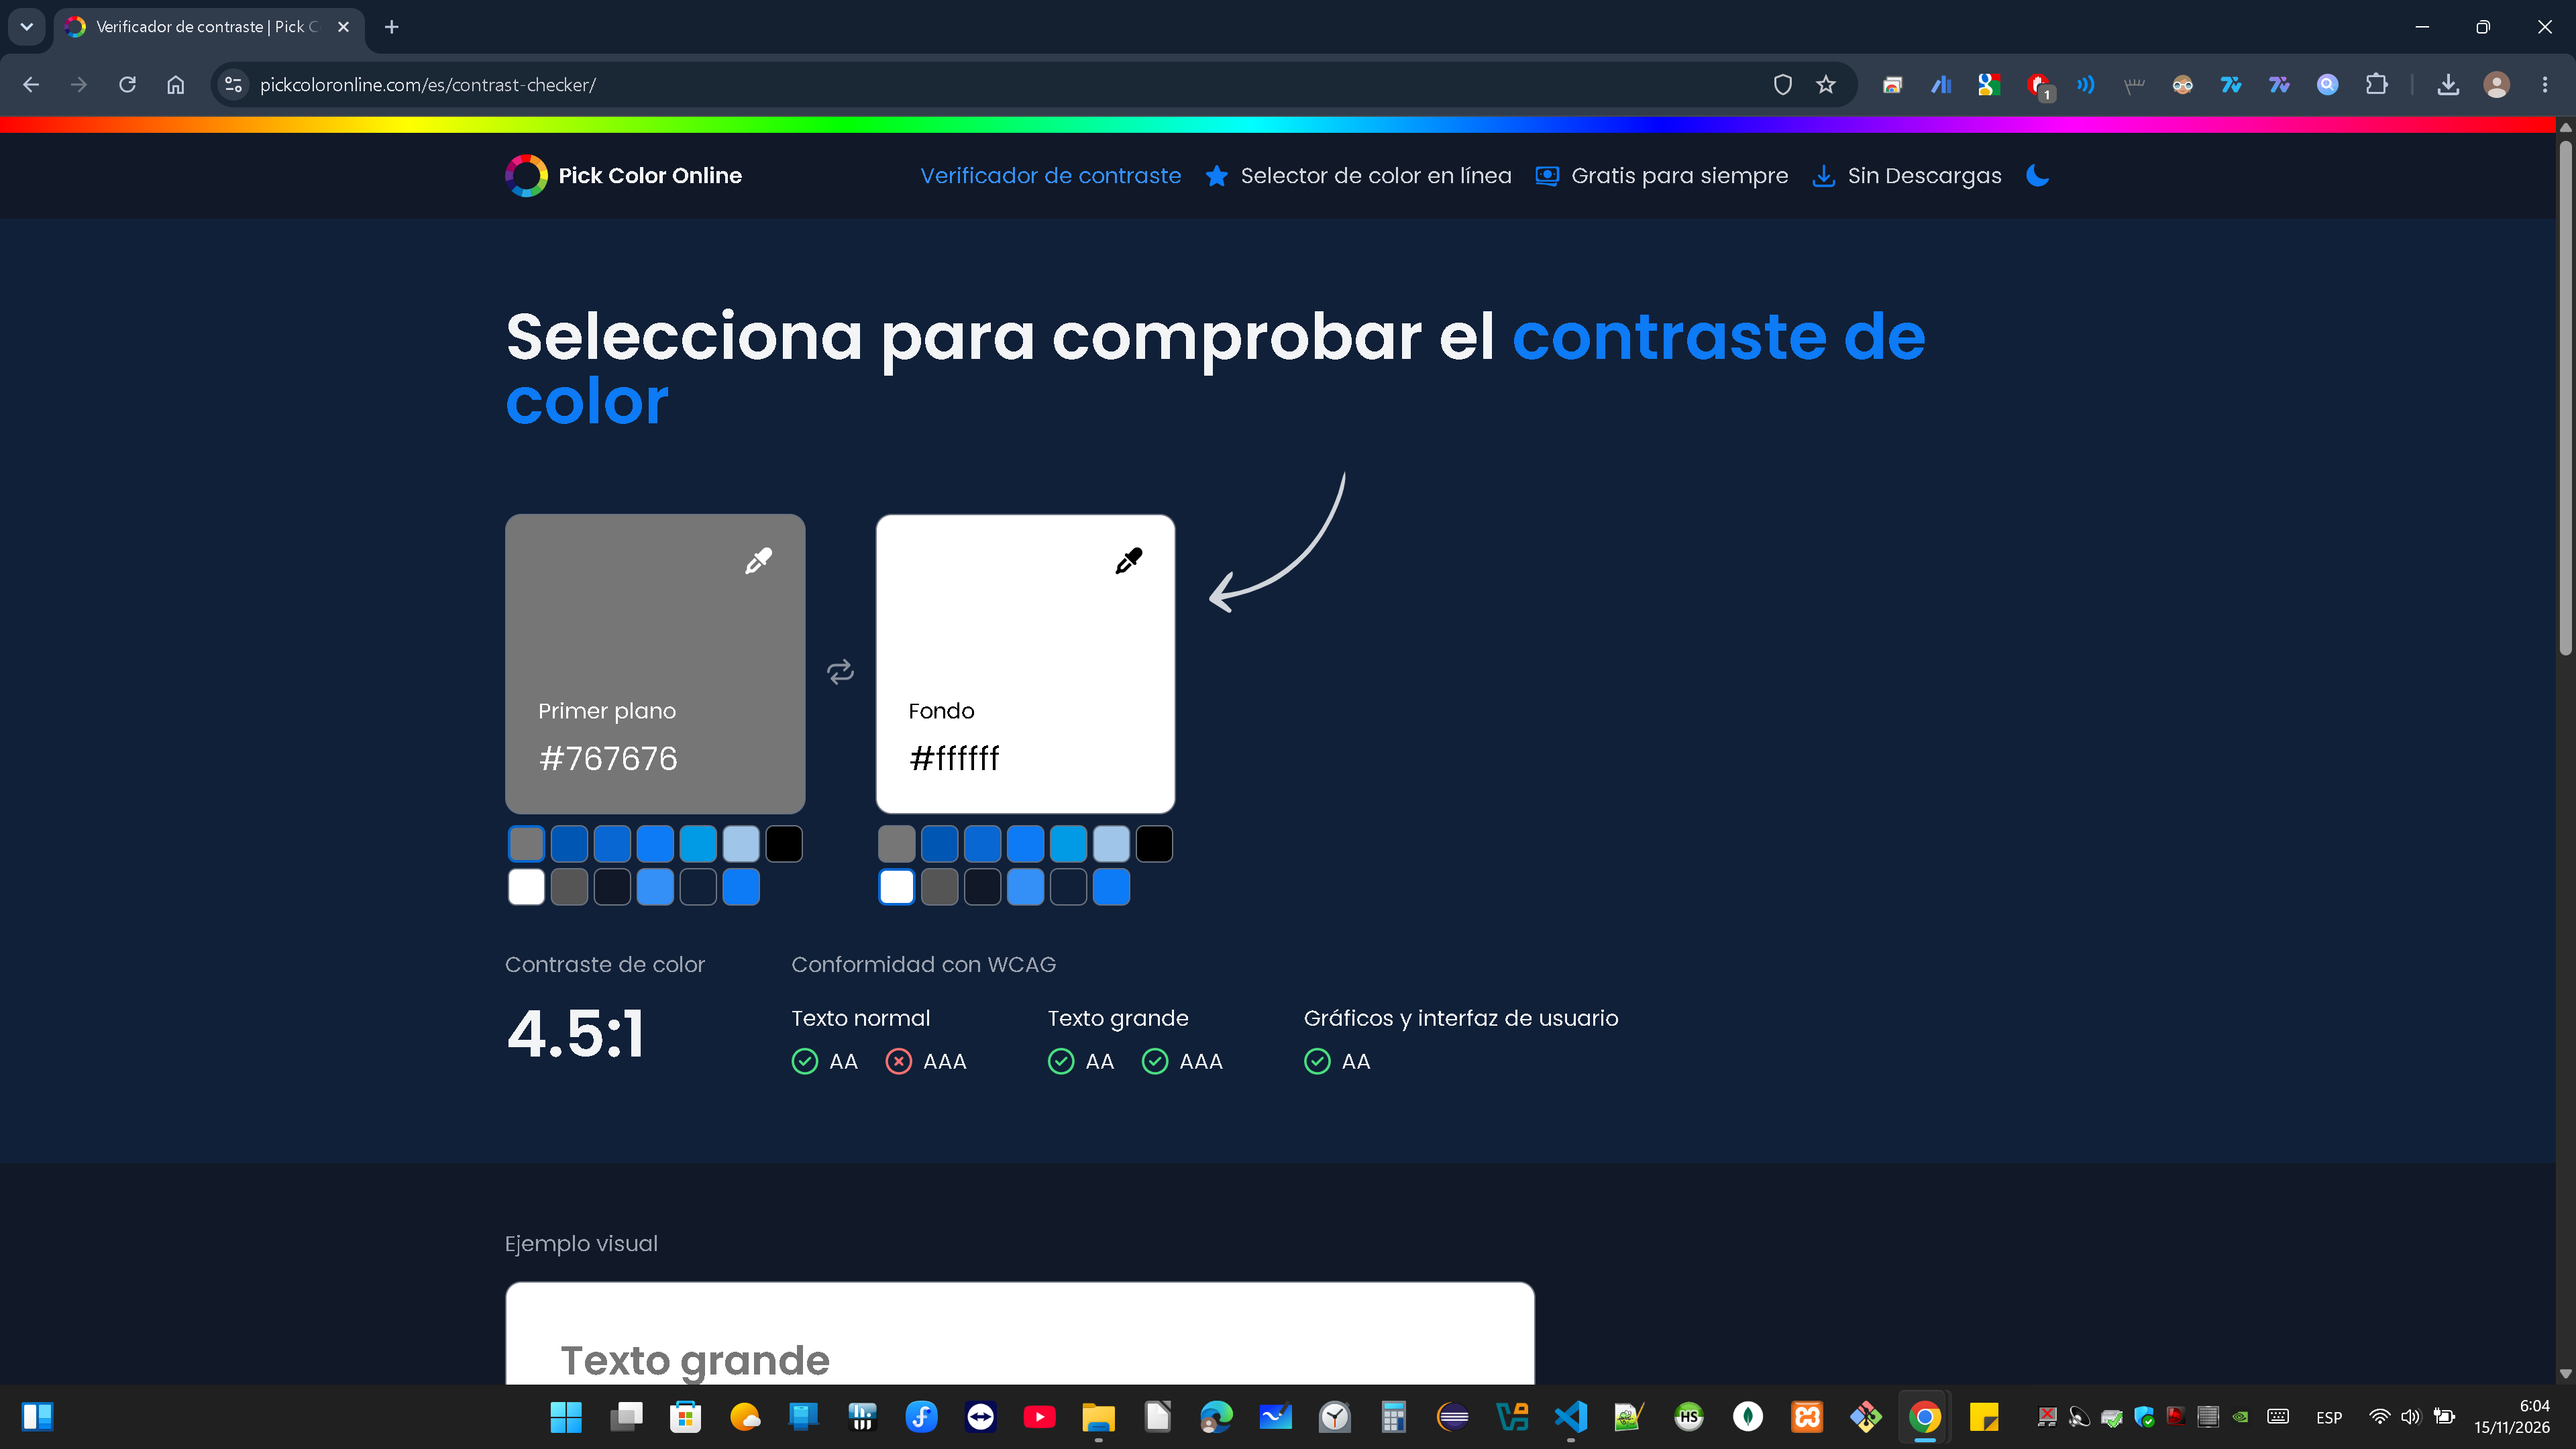 Verificador de contraste | Pick C
pickcoloronline.com/es/contrast-checker/
1
Pick Color Online
Verificador de contraste
Selector de color en línea
Gratis para siempre
Sin Descargas
Selecciona para comprobar el contraste de
color
Primer plano
#767676
Fondo
#ffffff
Contraste de color
Conformidad con WCAG
4.5:1
Texto normal
Texto grande
Gráficos y interfaz de usuario
AA
AAA
AA
AAA
AA
Ejemplo visual
Texto grande
HS
ESP
6:04
15/11/2026